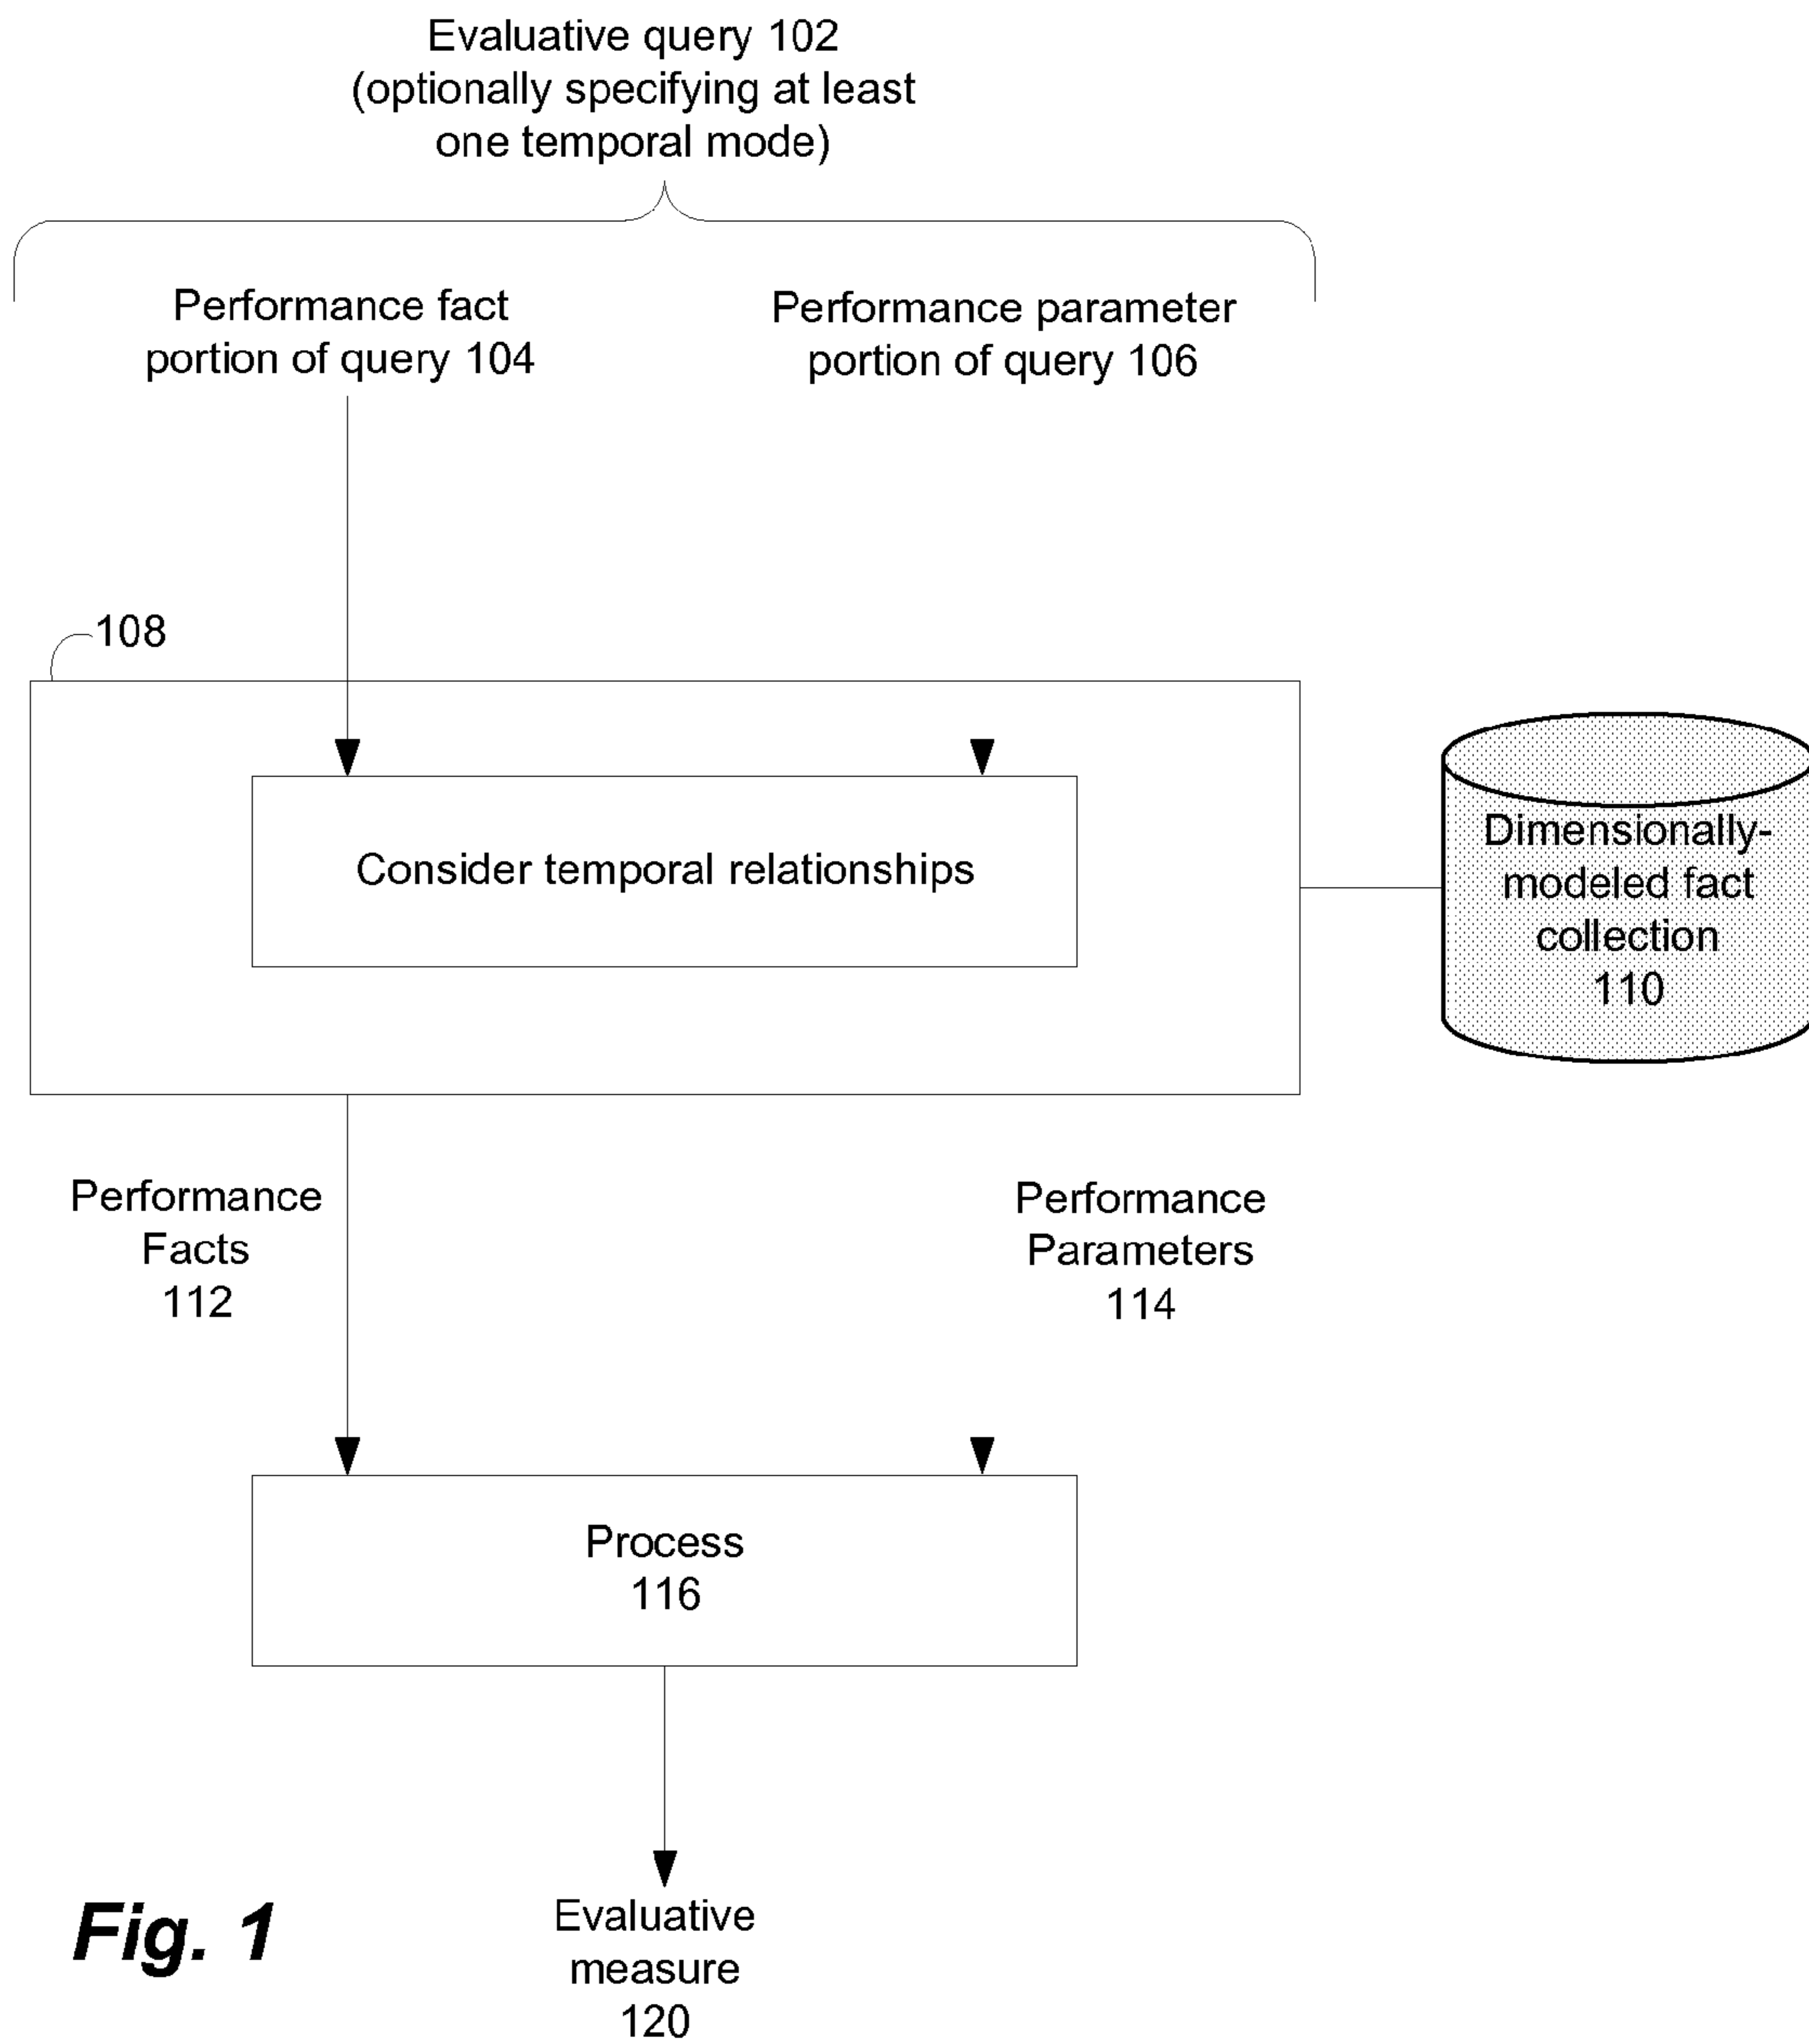 Evaluative query 102
(optionally specifying at least
one temporal mode)
Performance fact
portion of query 104
Performance parameter
portion of query 106
108
Consider temporal relationships
Dimensionally-
modeled fact
collection
110
Performance
Facts
112
Performance
Parameters
114
Process
116
Evaluative
measure
120
Fig. 1